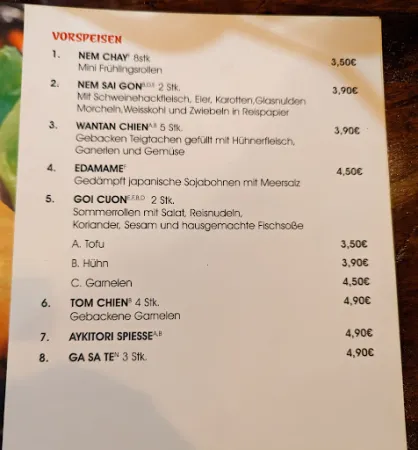 VORSPEISEN
1. NEM CHAY 8stk. 3,50€
Mini Frühlingsrollen
2. NEM SAI GON 2 Stk. 3,90€
Mit Schweinehackfleisch, Eier, Karotten,Glasnudeln
Morcheln,Weisskohl und Zwiebeln in Reispapier
3. WANTAN CHIEN A,B 5 Stk. 3,90€
Gebacken Teigtachen gefüllt mit Hühnerfleisch,
Ganerlen und Gemüse
4. EDAMAME F 4,50€
Gedämpft japanische Sojabohnen mit Meersalz
5. GOI CUON E,F,B,D 2 Stk.
Sommerrollen mit Salat, Reisnudeln,
Koriander, Sesam und hausgemachte Fischsoße
A. Tofu 3,50€
B. Hühn 3,90€
C. Garnelen 4,50€
6. TOM CHIEN B 4 Stk. 4,90€
Gebackene Garnelen
7. AYKITORI SPIESSE A,B 4,90€
8. GA SA TE N 3 Stk. 4,90€